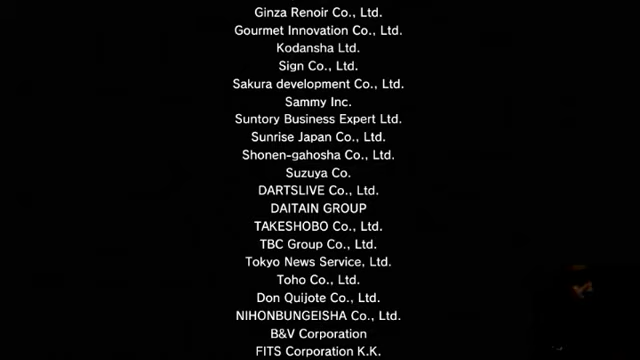 Ginza Renoir Co., Ltd.
Gourmet Innovation Co., Ltd.
Kodansha Ltd.
Sign Co., Ltd.
Sakura development Co., Ltd.
Sammy Inc.
Suntory Business Expert Ltd.
Sunrise Japan Co., Ltd.
Shonen-gahosha Co., Ltd.
Suzuya Co.
DARTSLIVE Co., Ltd.
DAITAIN GROUP
TAKESHOBO Co., Ltd.
TBC Group Co., Ltd.
Tokyo News Service, Ltd.
Toho Co., Ltd.
Don Quijote Co., Ltd.
NIHONBUNGEISHA Co., Ltd.
B&V Corporation
FITS Corporation K.K.